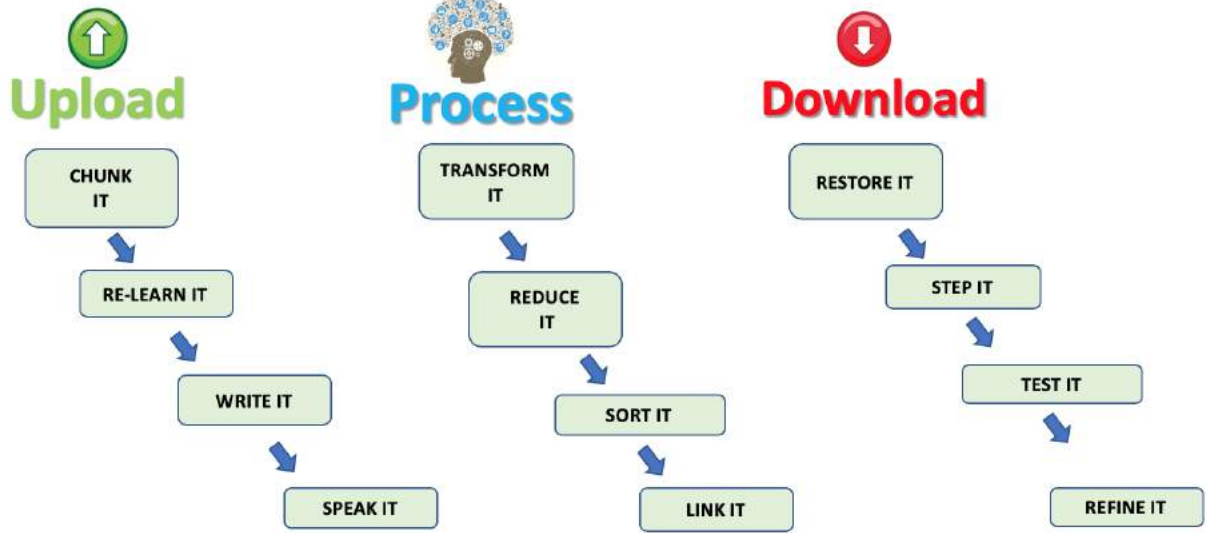 Upload
CHUNK
IT
RE-LEARN IT
WRITE IT
SPEAK IT
Process
TRANSFORM
IT
REDUCE
IT
SORT IT
LINK IT
Download
RESTORE IT
STEP IT
TEST IT
REFINE IT